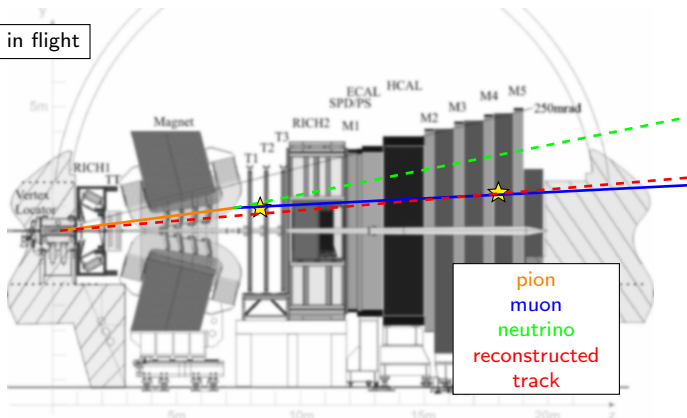 y
in flight
5m
ECAL
HCAL
SPD/PS
M4
M5
M3
250mrad
Magnet
RICH2
M1
M2
T3
T2
T1
RICH1
TT
Vertex
Locator
pion
muon
neutrino
reconstructed
track
5m
10m
15m
20m
z